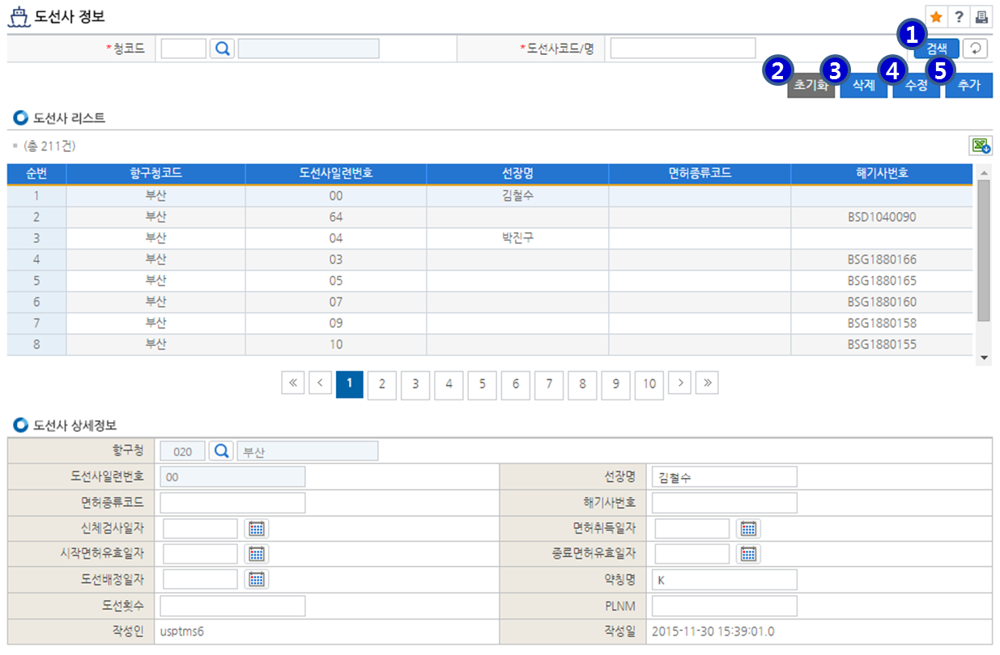 도선사 정보
?
*청코드 *도선사코드/명 1 검색
2 초기화 3 삭제 4 수정 5 추가
도선사 리스트
(총 211건)
순번 항구청코드 도선사일련번호 선장명 면허종류코드 해기사번호
1 부산 00 김철수
2 부산 64 BSD1040090
3 부산 04 박진구
4 부산 03 BSG1880166
5 부산 05 BSG1880165
6 부산 07 BSG1880160
7 부산 09 BSG1880158
8 부산 10 BSG1880155
« < 1 2 3 4 5 6 7 8 9 10 > »
도선사 상세정보
항구청 020 부산
도선사일련번호 00 선장명 김철수
면허종류코드 해기사번호
신체검사일자 면허취득일자
시작면허유효일자 종료면허유효일자
도선배정일자 약칭명 K
도선횟수 PLNM
작성인 usptms6 작성일 2015-11-30 15:39:01.0